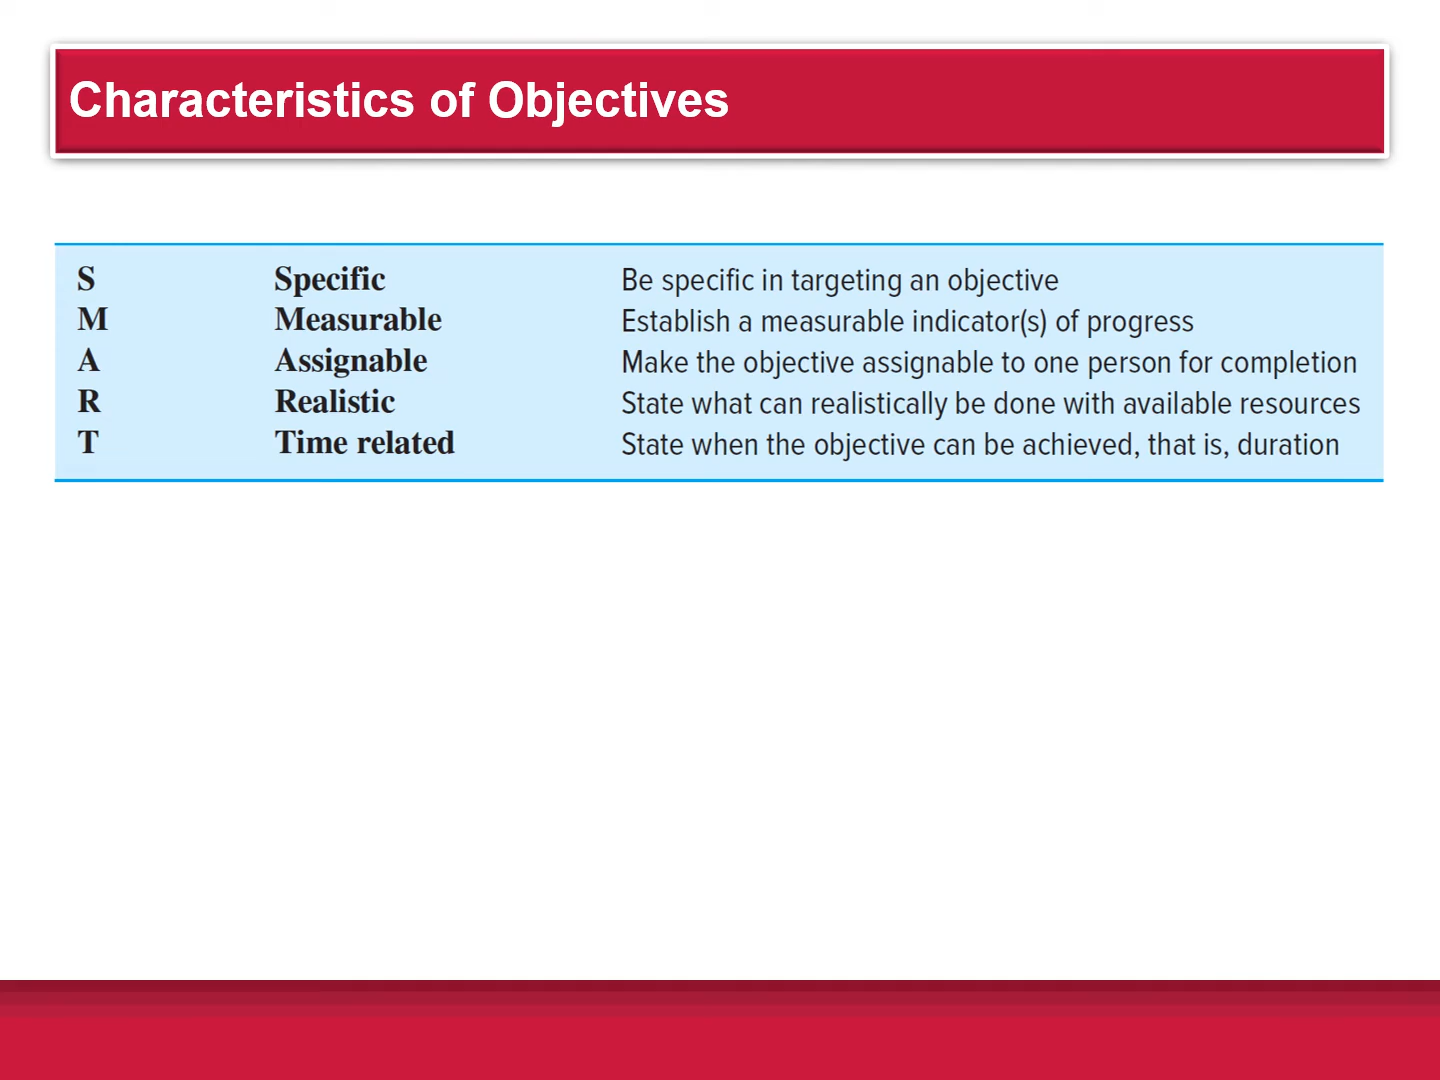 Characteristics of Objectives
S Specific Be specific in targeting an objective
M Measurable Establish a measurable indicator(s) of progress
A Assignable Make the objective assignable to one person for completion
R Realistic State what can realistically be done with available resources
T Time related State when the objective can be achieved, that is, duration